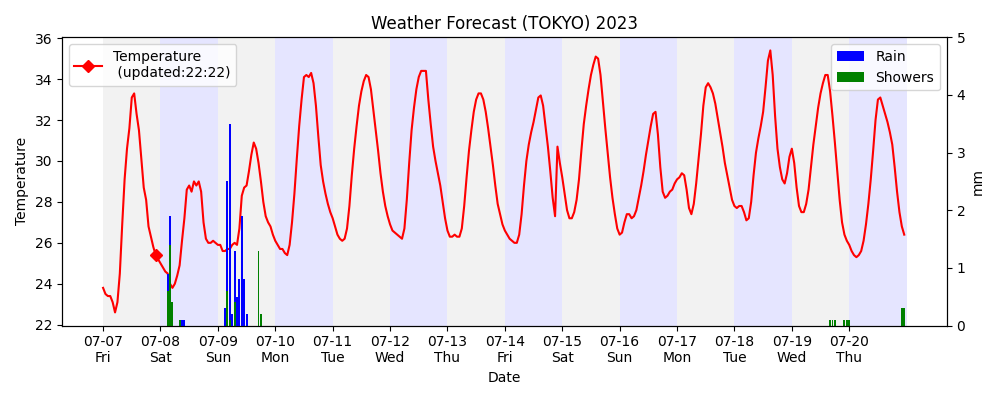 Weather Forecast (TOKYO) 2023
Temperature
(updated:22:22)
Rain
Showers
Temperature
mm
36
34
32
30
28
26
24
22
5
4
3
2
1
0
07-07 07-08 07-09 07-10 07-11 07-12 07-13 07-14 07-15 07-16 07-17 07-18 07-19 07-20
Fri Sat Sun Mon Tue Wed Thu Fri Sat Sun Mon Tue Wed Thu
Date